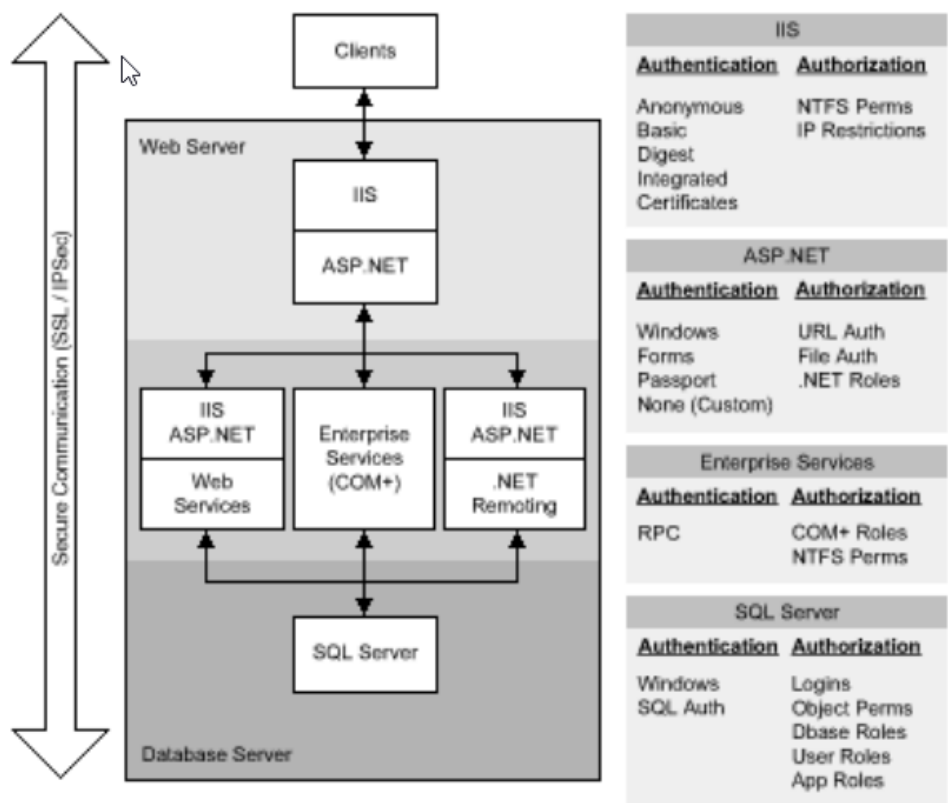 Secure Communication (SSL / IPSec)
Clients
Web Server
IIS
ASP.NET
IIS
ASP.NET
Web
Services
Enterprise
Services
(COM+)
IIS
ASP.NET
.NET
Remoting
SQL Server
Database Server
IIS
Authentication Authorization
Anonymous NTFS Perms
Basic IP Restrictions
Digest
Integrated
Certificates
ASP.NET
Authentication Authorization
Windows URL Auth
Forms File Auth
Passport .NET Roles
None (Custom)
Enterprise Services
Authentication Authorization
RPC COM+ Roles
NTFS Perms
SQL Server
Authentication Authorization
Windows Logins
SQL Auth Object Perms
Dbase Roles
User Roles
App Roles